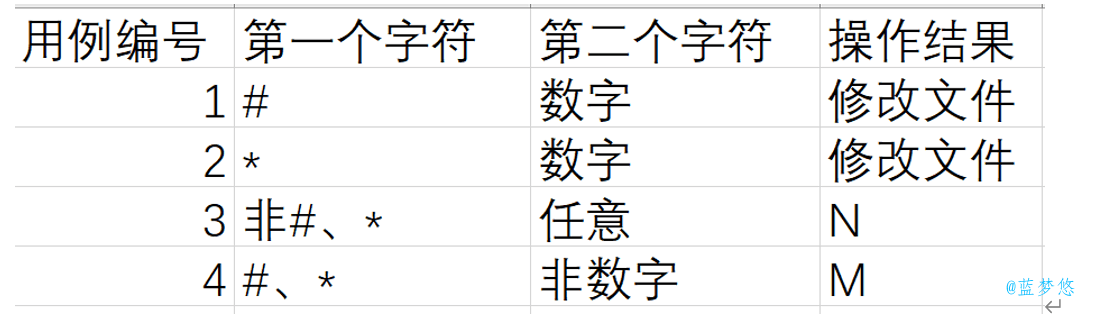 用例编号 第一个字符 第二个字符 操作结果
1 # 数字 修改文件
2 * 数字 修改文件
3 非#、* 任意 N
4 #、* 非数字 M
@蓝梦悠